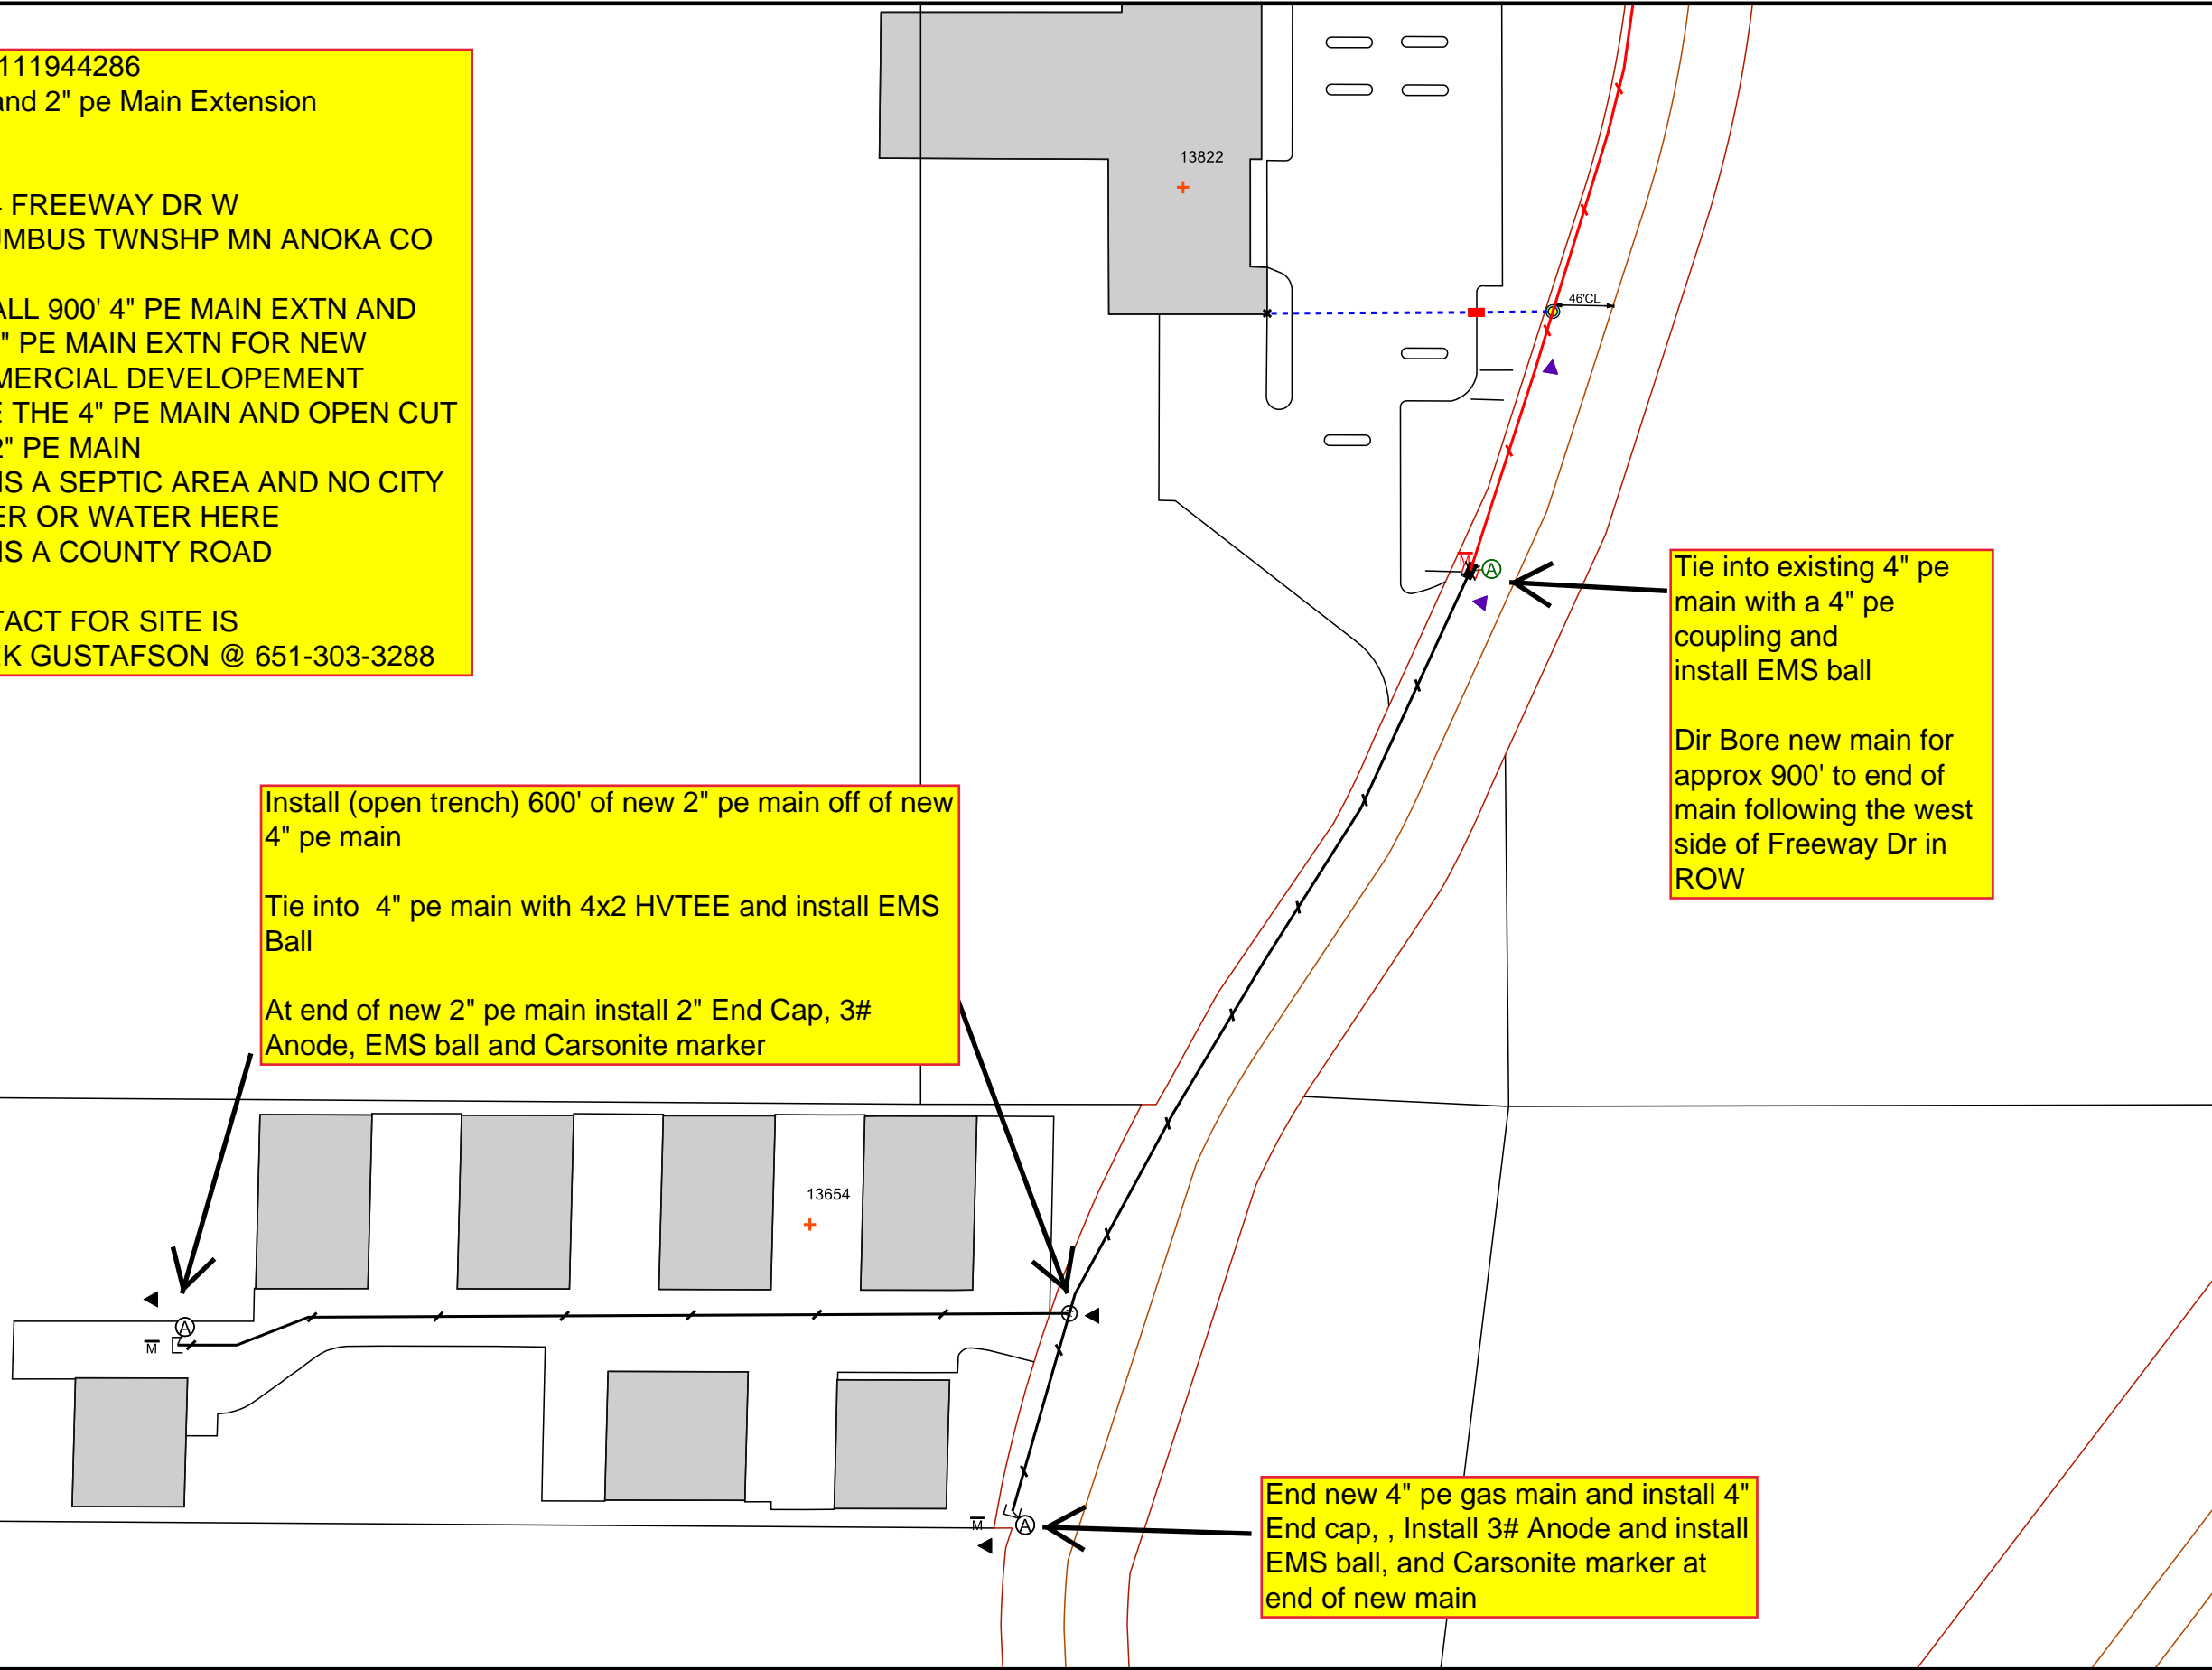 111944286
and 2" pe Main Extension
FREEWAY DR W
UMBUS TWNSHP MN ANOKA CO
ALL 900' 4" PE MAIN EXTN AND
" PE MAIN EXTN FOR NEW
MERCIAL DEVELOPEMENT
E THE 4" PE MAIN AND OPEN CUT
2" PE MAIN
IS A SEPTIC AREA AND NO CITY
ER OR WATER HERE
IS A COUNTY ROAD
TACT FOR SITE IS
K GUSTAFSON @ 651-303-3288
13822
46'CL
M
A
Tie into existing 4" pe
main with a 4" pe
coupling and
install EMS ball
Dir Bore new main for
approx 900' to end of
main following the west
side of Freeway Dr in
ROW
Install (open trench) 600' of new 2" pe main off of new
4" pe main
Tie into  4" pe main with 4x2 HVTEE and install EMS
Ball
At end of new 2" pe main install 2" End Cap, 3#
Anode, EMS ball and Carsonite marker
13654
A
M
M
A
End new 4" pe gas main and install 4"
End cap, , Install 3# Anode and install
EMS ball, and Carsonite marker at
end of new main